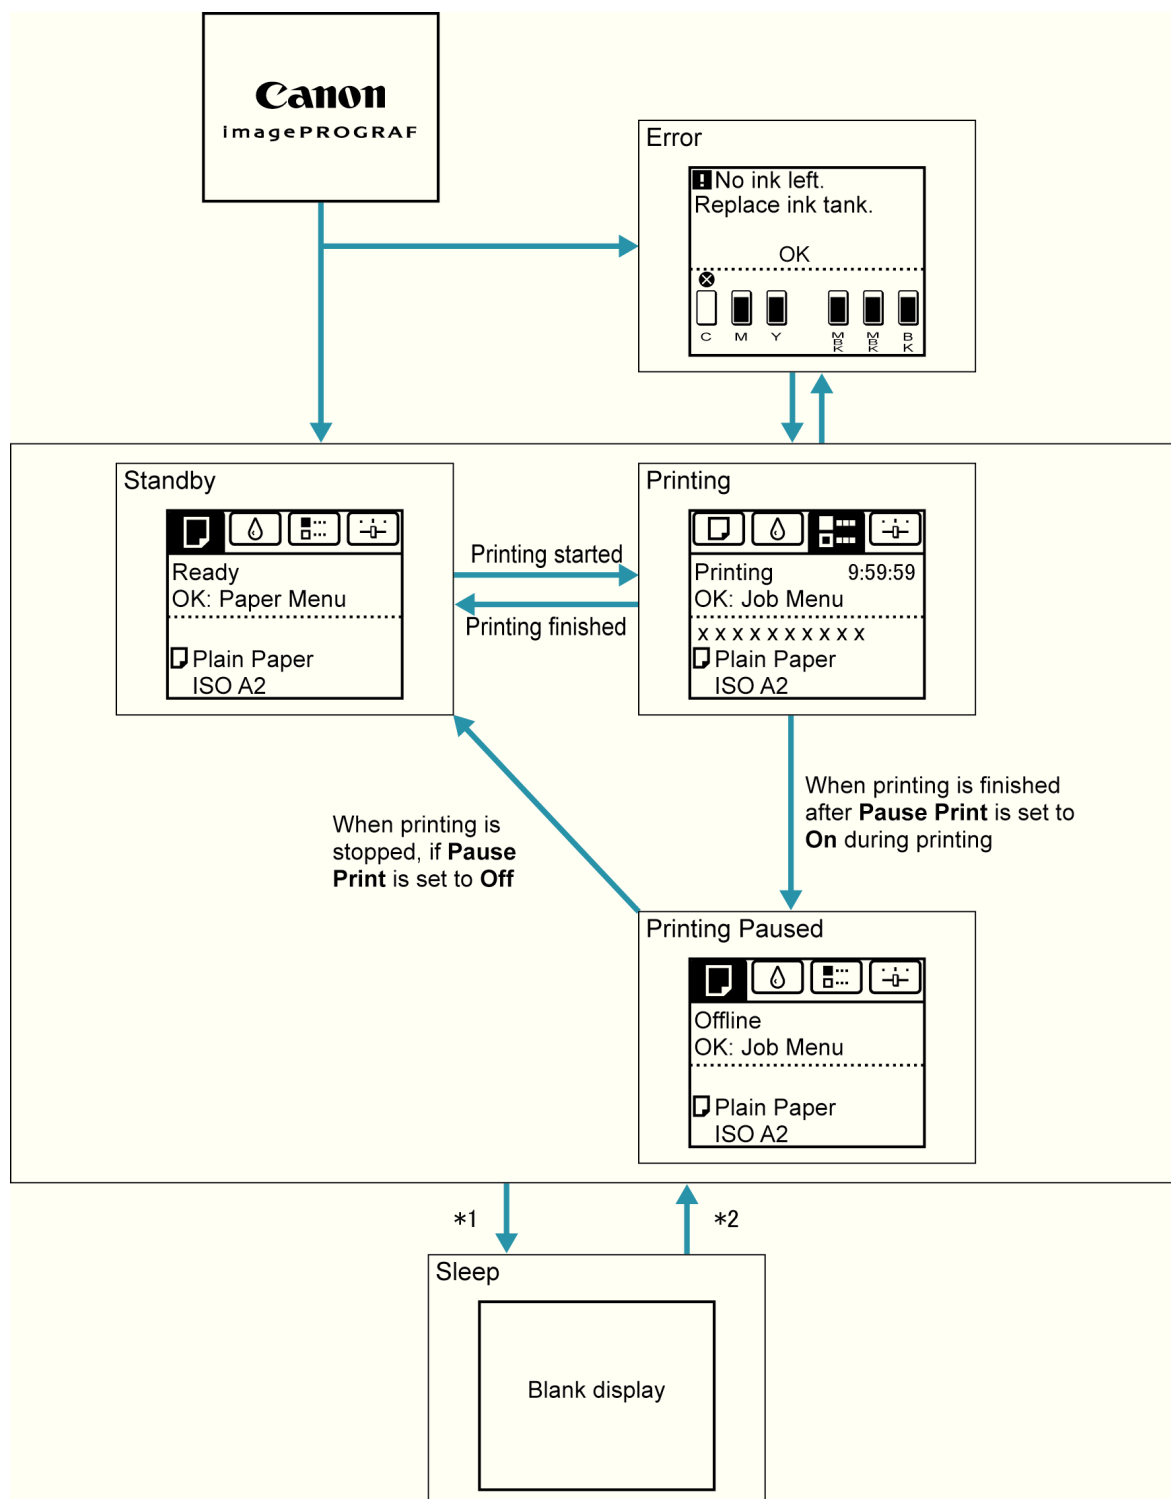 Canon
imagePROGRAF
Error
!No ink left.
Replace ink tank.
OK
C M Y MBK MBK BK
Standby
Ready
OK: Paper Menu
Plain Paper
ISO A2
Printing started
Printing finished
Printing
Printing 9:59:59
OK: Job Menu
x x x x x x x x x x
Plain Paper
ISO A2
When printing is
stopped, if Pause
Print is set to Off
When printing is finished
after Pause Print is set to
On during printing
Printing Paused
Offline
OK: Job Menu
Plain Paper
ISO A2
*1
*2
Sleep
Blank display